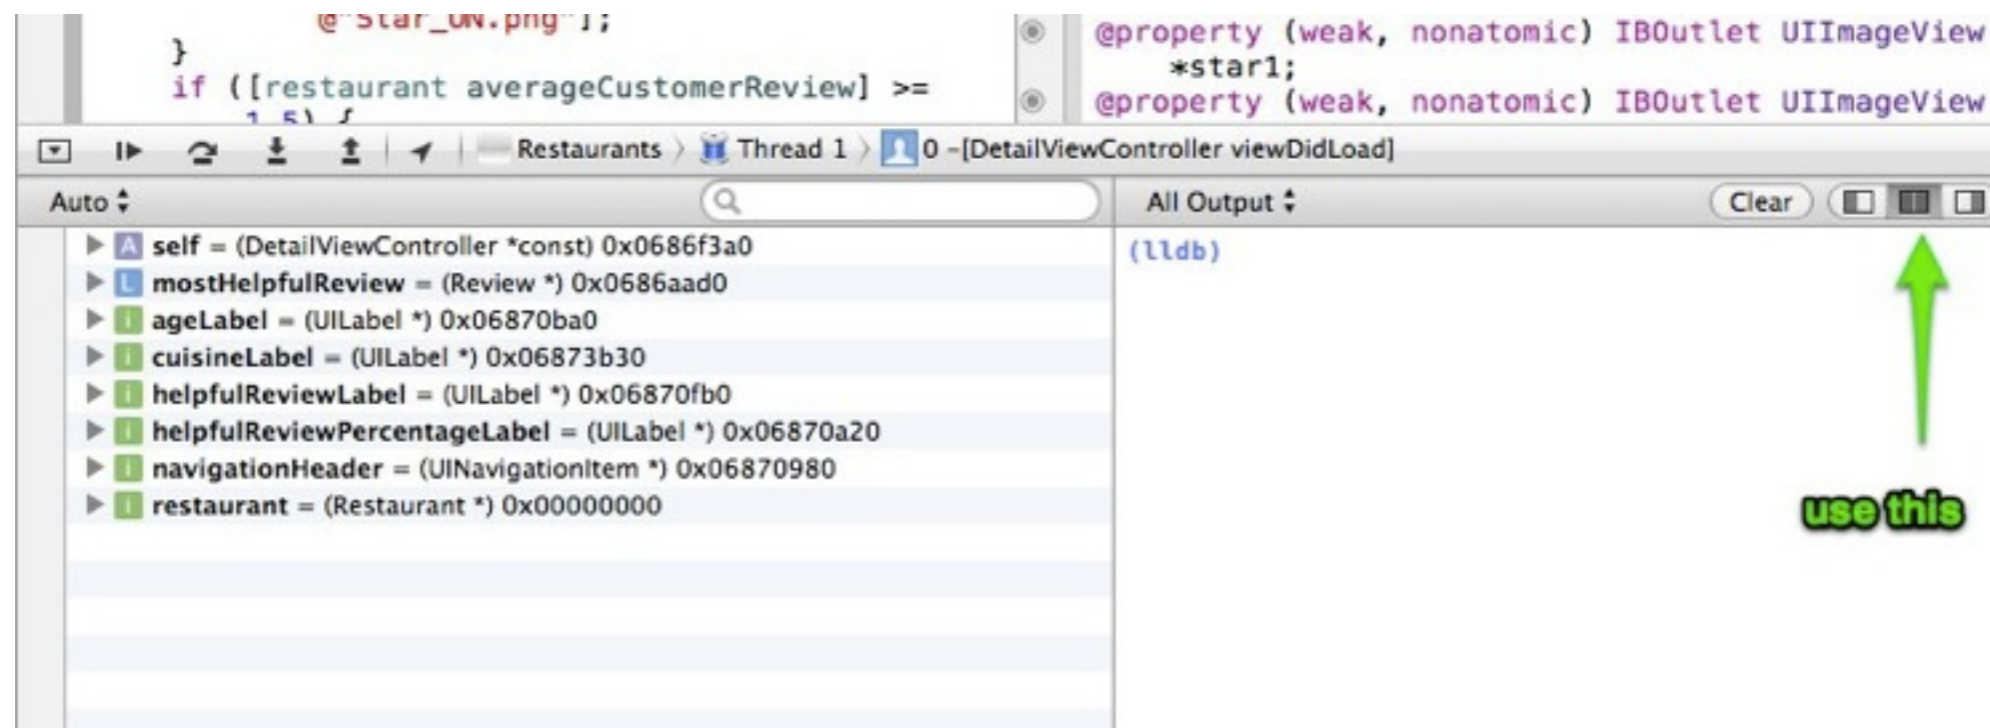 @"Star_ON.png"];
}
if ([restaurant averageCustomerReview] >=
1.5) {
@property (weak, nonatomic) IBOutlet UIImageView
*star1;
@property (weak, nonatomic) IBOutlet UIImageView
Restaurants
Thread 1
0 -[DetailViewController viewDidLoad]
Auto
All Output
Clear
A self = (DetailViewController *const) 0x0686f3a0
L mostHelpfulReview = (Review *) 0x0686aad0
i ageLabel = (UILabel *) 0x06870ba0
i cuisineLabel = (UILabel *) 0x06873b30
i helpfulReviewLabel = (UILabel *) 0x06870fb0
i helpfulReviewPercentageLabel = (UILabel *) 0x06870a20
i navigationHeader = (UINavigationItem *) 0x06870980
i restaurant = (Restaurant *) 0x00000000
(lldb)
use this